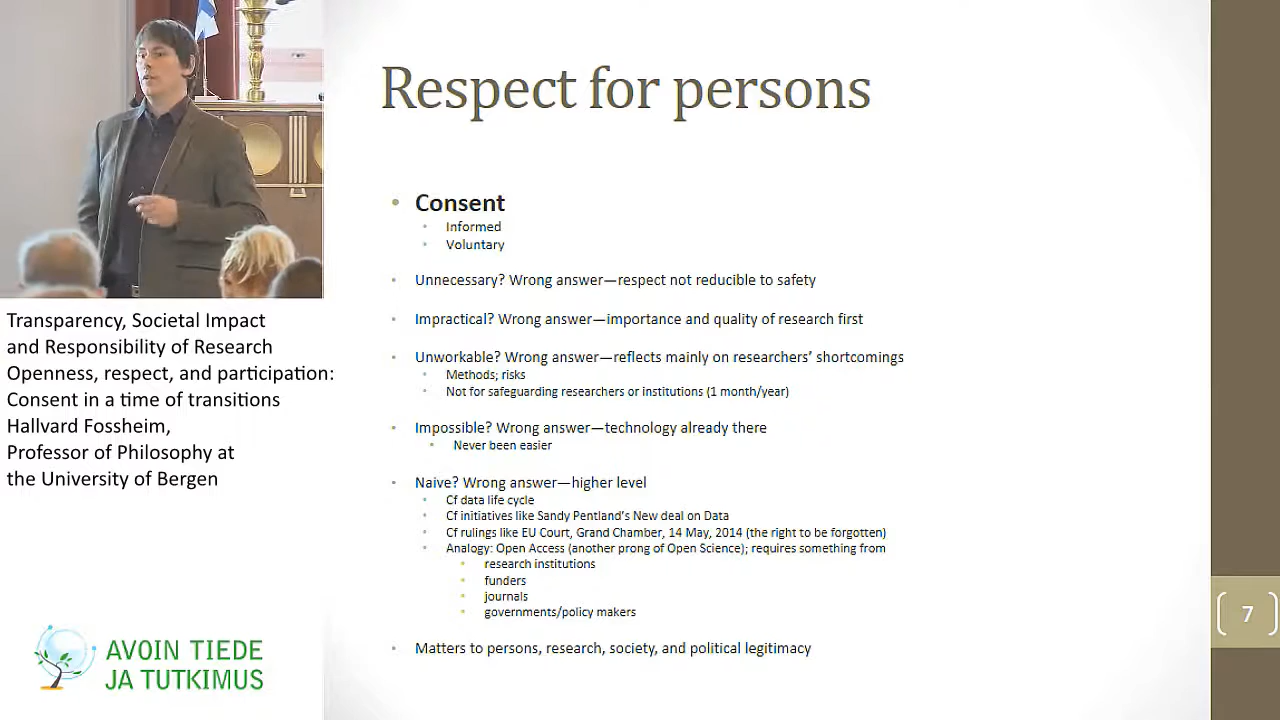 Respect for persons
Consent
Informed
Voluntary
Unnecessary? Wrong answer—respect not reducible to safety
Impractical? Wrong answer—importance and quality of research first
Unworkable? Wrong answer—reflects mainly on researchers’ shortcomings
Methods; risks
Not for safeguarding researchers or institutions (1 month/year)
Impossible? Wrong answer—technology already there
Never been easier
Naive? Wrong answer—higher level
Cf data life cycle
Cf initiatives like Sandy Pentland’s New deal on Data
Cf rulings like EU Court, Grand Chamber, 14 May, 2014 (the right to be forgotten)
Analogy: Open Access (another prong of Open Science); requires something from
research institutions
funders
journals
governments/policy makers
Matters to persons, research, society, and political legitimacy
7
Transparency, Societal Impact
and Responsibility of Research
Openness, respect, and participation:
Consent in a time of transitions
Hallvard Fossheim,
Professor of Philosophy at
the University of Bergen
AVOIN TIEDE
JA TUTKIMUS